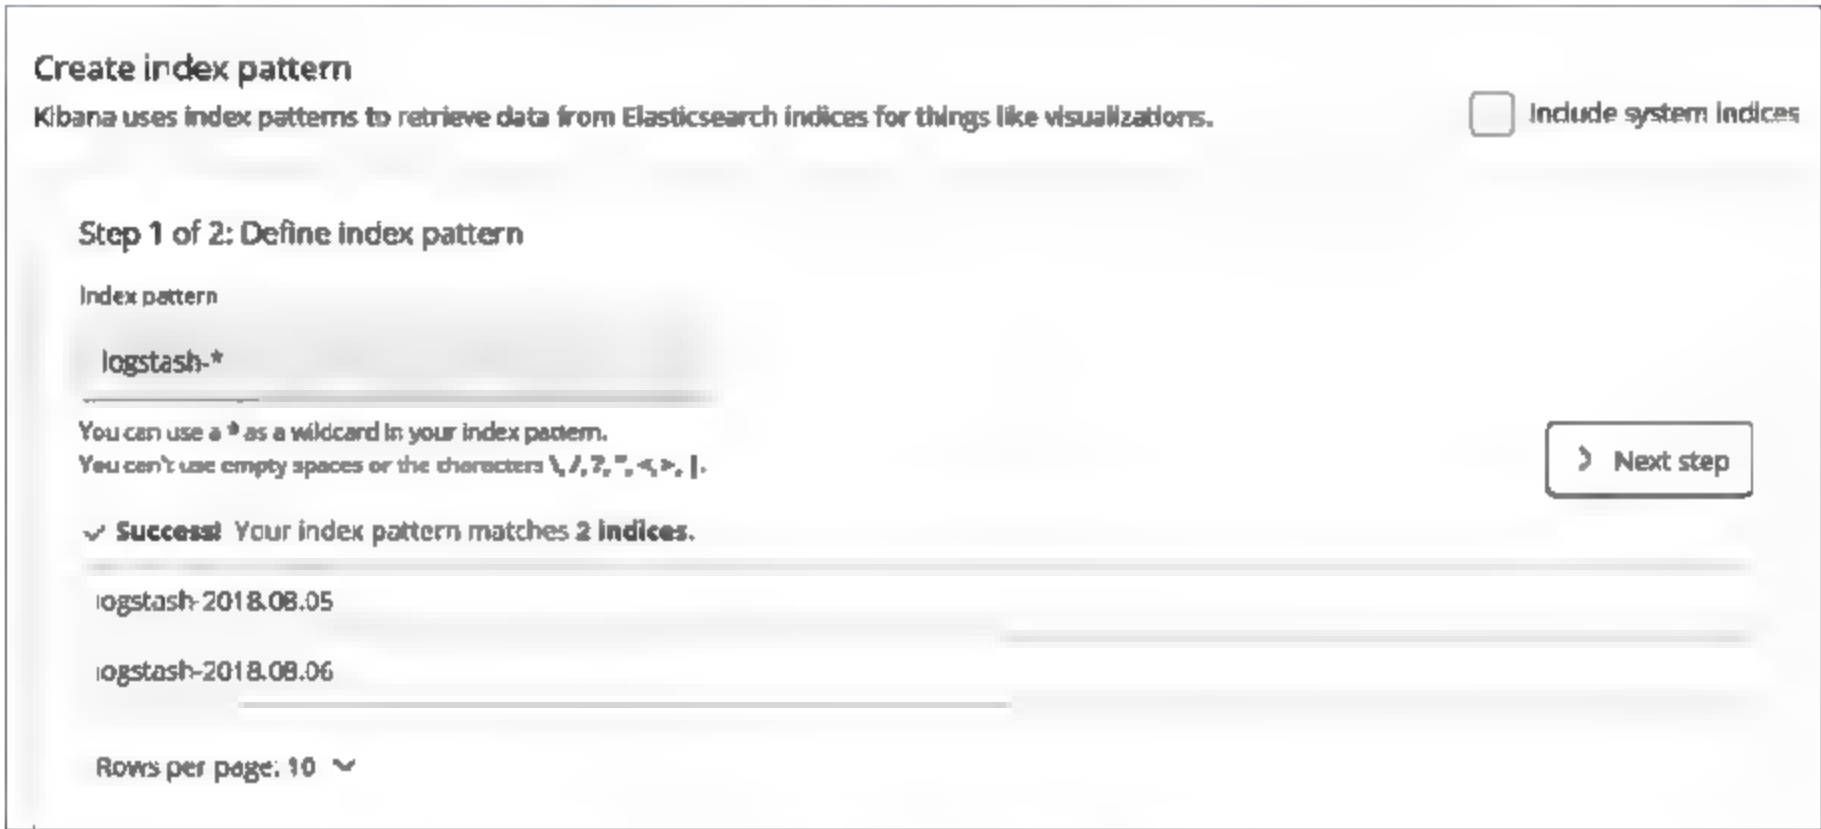 Create index pattern
Kibana uses index patterns to retrieve data from Elasticsearch indices for things like visualizations.
Include system indices
Step 1 of 2: Define index pattern
Index pattern
logstash-*
You can use a * as a wildcard in your index pattern.
You can't use empty spaces or the characters \, /, ?, ", <, >, |.
Next step
Success! Your index pattern matches 2 indices.
logstash-2018.08.05
logstash-2018.08.06
Rows per page: 10